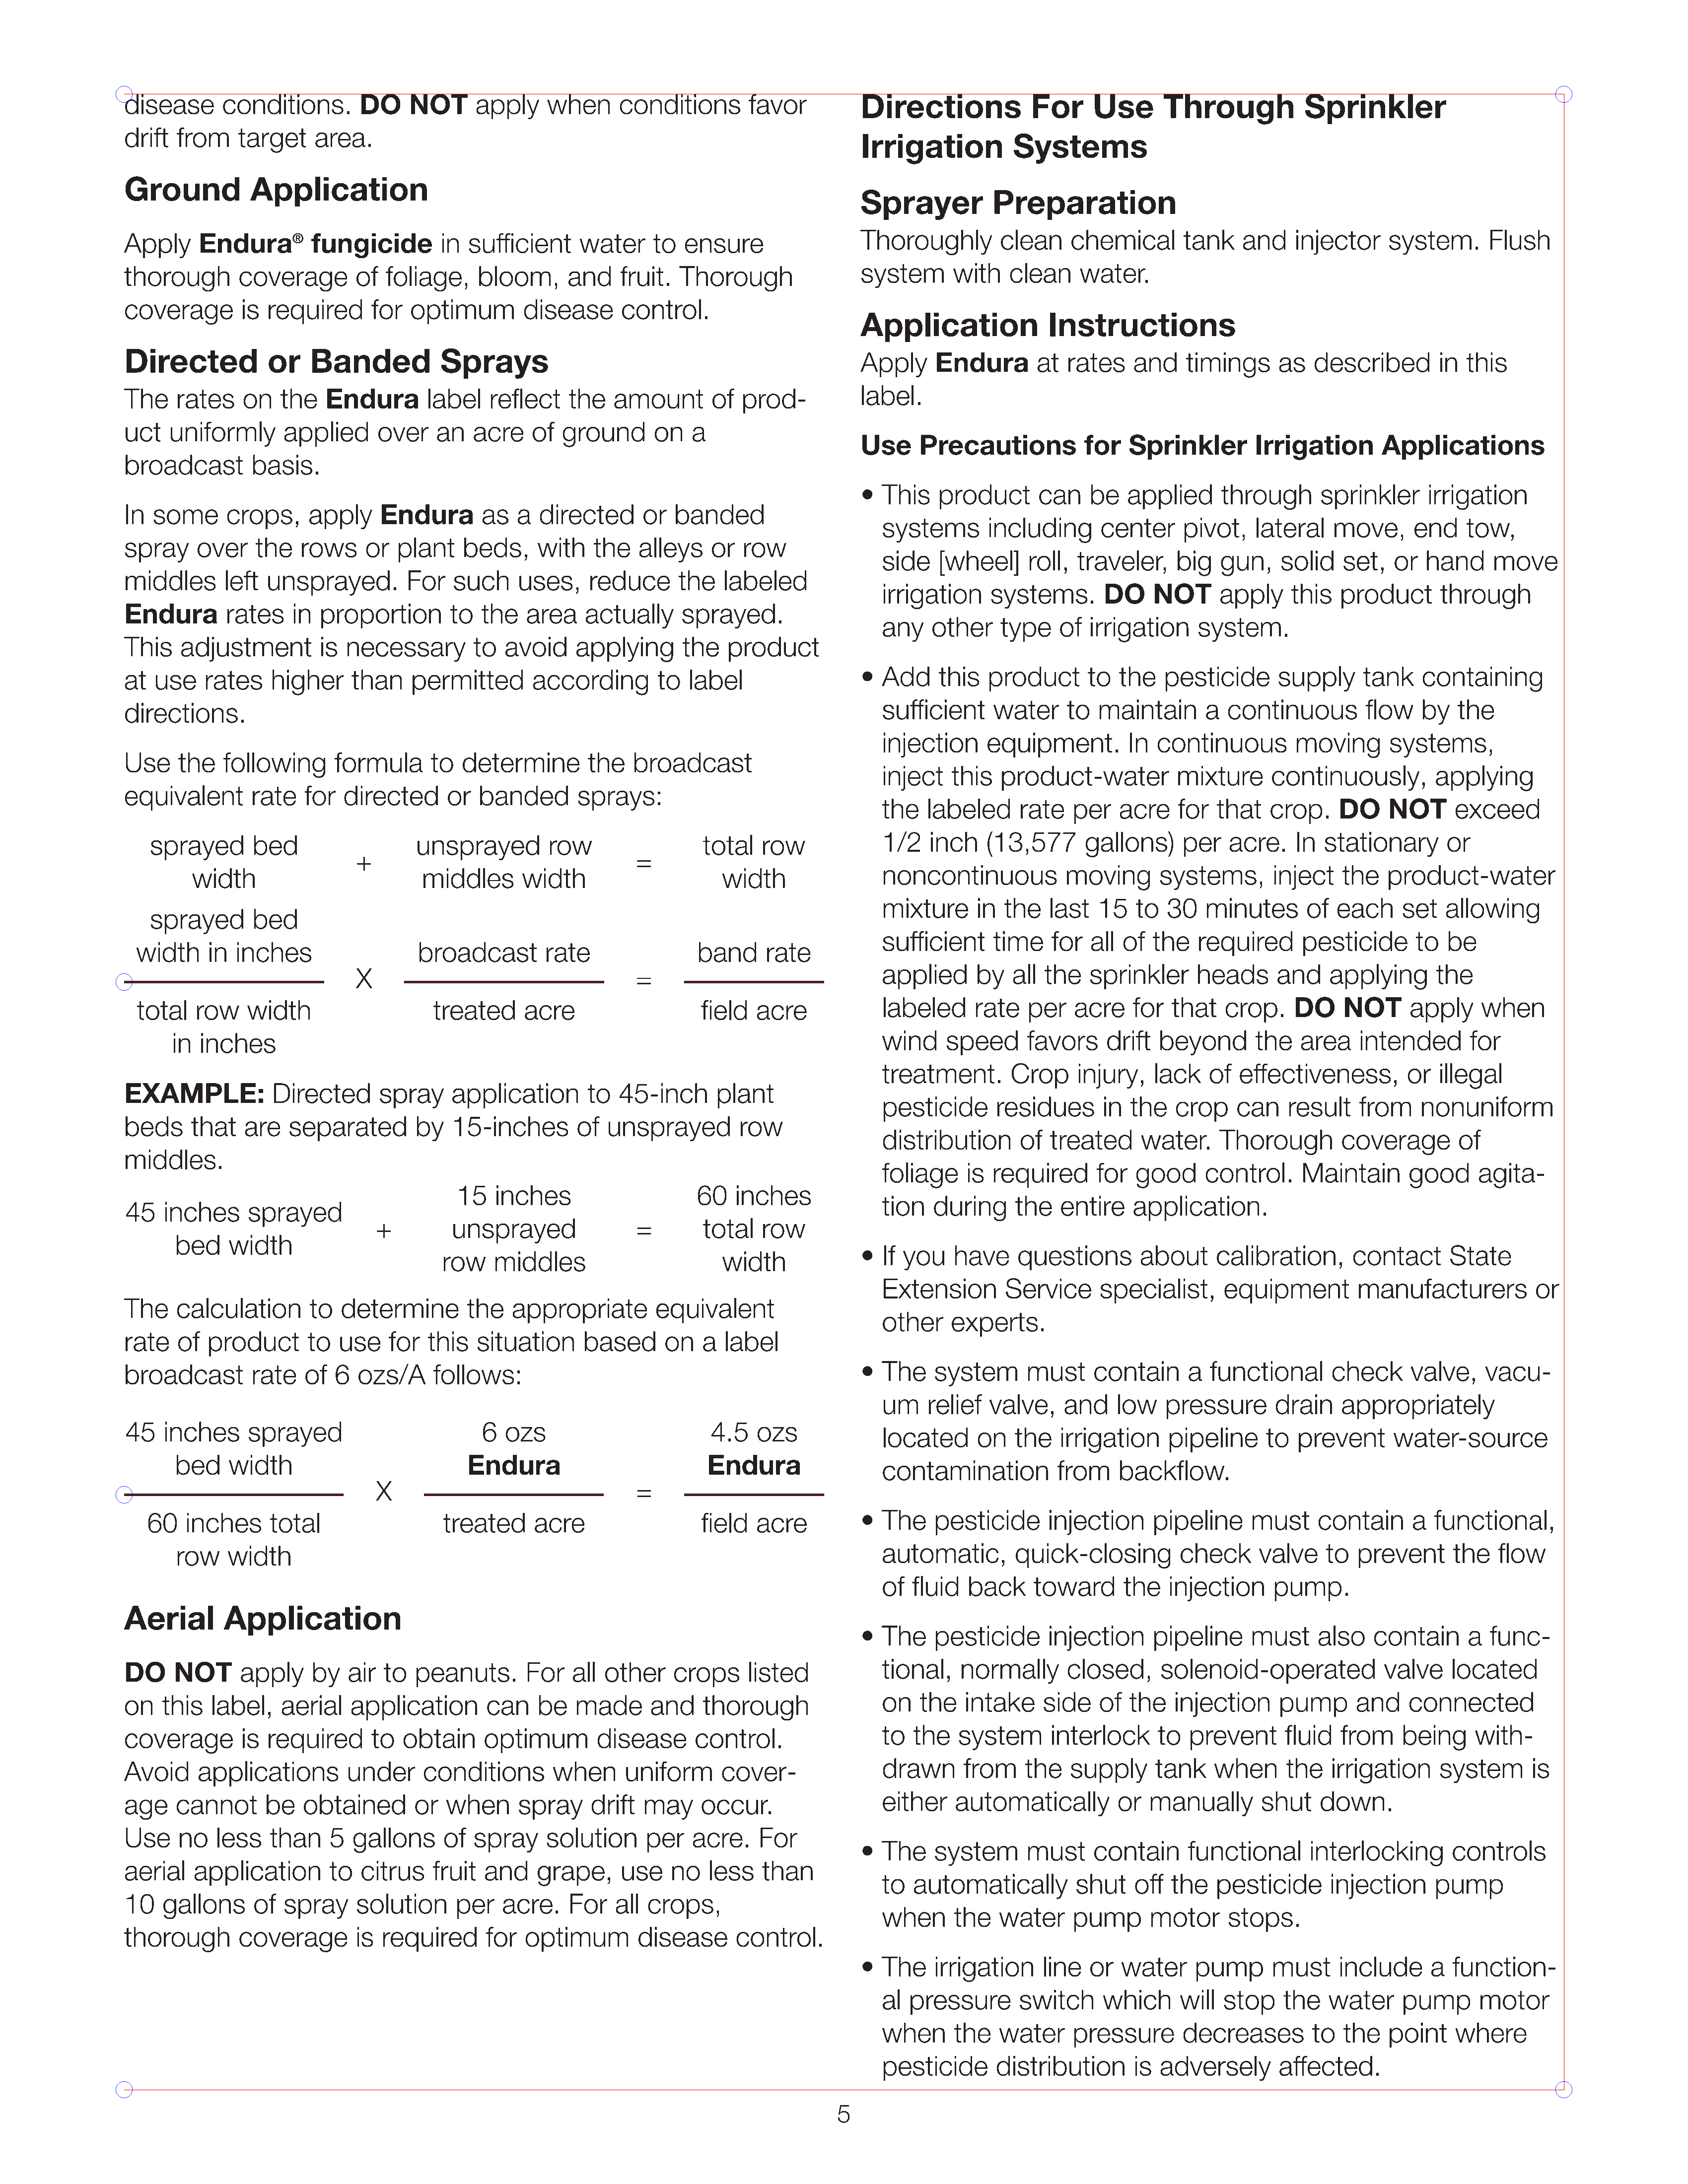 disease conditions. DO NOT apply when conditions favor
drift from target area.
Ground Application
Apply Endura® fungicide in sufficient water to ensure
thorough coverage of foliage, bloom, and fruit. Thorough
coverage is required for optimum disease control.
Directed or Banded Sprays
The rates on the Endura label reflect the amount of prod-
uct uniformly applied over an acre of ground on a
broadcast basis.
In some crops, apply Endura as a directed or banded
spray over the rows or plant beds, with the alleys or row
middles left unsprayed. For such uses, reduce the labeled
Endura rates in proportion to the area actually sprayed.
This adjustment is necessary to avoid applying the product
at use rates higher than permitted according to label
directions.
Use the following formula to determine the broadcast
equivalent rate for directed or banded sprays:
sprayed bed unsprayed row total row
+ =
width middles width width
sprayed bed
width in inches broadcast rate band rate
X =
total row width treated acre field acre
in inches
EXAMPLE: Directed spray application to 45-inch plant
beds that are separated by 15-inches of unsprayed row
middles.
15 inches 60 inches
45 inches sprayed
+ unsprayed = total row
bed width
row middles width
The calculation to determine the appropriate equivalent
rate of product to use for this situation based on a label
broadcast rate of 6 ozs/A follows:
45 inches sprayed 6 ozs 4.5 ozs
bed width Endura Endura
X =
60 inches total treated acre field acre
row width
Aerial Application
DO NOT apply by air to peanuts. For all other crops listed
on this label, aerial application can be made and thorough
coverage is required to obtain optimum disease control.
Avoid applications under conditions when uniform cover-
age cannot be obtained or when spray drift may occur.
Use no less than 5 gallons of spray solution per acre. For
aerial application to citrus fruit and grape, use no less than
10 gallons of spray solution per acre. For all crops,
thorough coverage is required for optimum disease control.
Directions For Use Through Sprinkler
Irrigation Systems
Sprayer Preparation
Thoroughly clean chemical tank and injector system. Flush
system with clean water.
Application Instructions
Apply Endura at rates and timings as described in this
label.
Use Precautions for Sprinkler Irrigation Applications
• This product can be applied through sprinkler irrigation
systems including center pivot, lateral move, end tow,
side [wheel] roll, traveler, big gun, solid set, or hand move
irrigation systems. DO NOT apply this product through
any other type of irrigation system.
• Add this product to the pesticide supply tank containing
sufficient water to maintain a continuous flow by the
injection equipment. In continuous moving systems,
inject this product-water mixture continuously, applying
the labeled rate per acre for that crop. DO NOT exceed
1/2 inch (13,577 gallons) per acre. In stationary or
noncontinuous moving systems, inject the product-water
mixture in the last 15 to 30 minutes of each set allowing
sufficient time for all of the required pesticide to be
applied by all the sprinkler heads and applying the
labeled rate per acre for that crop. DO NOT apply when
wind speed favors drift beyond the area intended for
treatment. Crop injury, lack of effectiveness, or illegal
pesticide residues in the crop can result from nonuniform
distribution of treated water. Thorough coverage of
foliage is required for good control. Maintain good agita-
tion during the entire application.
• If you have questions about calibration, contact State
Extension Service specialist, equipment manufacturers or
other experts.
• The system must contain a functional check valve, vacu-
um relief valve, and low pressure drain appropriately
located on the irrigation pipeline to prevent water-source
contamination from backflow.
• The pesticide injection pipeline must contain a functional,
automatic, quick-closing check valve to prevent the flow
of fluid back toward the injection pump.
• The pesticide injection pipeline must also contain a func-
tional, normally closed, solenoid-operated valve located
on the intake side of the injection pump and connected
to the system interlock to prevent fluid from being with-
drawn from the supply tank when the irrigation system is
either automatically or manually shut down.
• The system must contain functional interlocking controls
to automatically shut off the pesticide injection pump
when the water pump motor stops.
• The irrigation line or water pump must include a function-
al pressure switch which will stop the water pump motor
when the water pressure decreases to the point where
pesticide distribution is adversely affected.
5